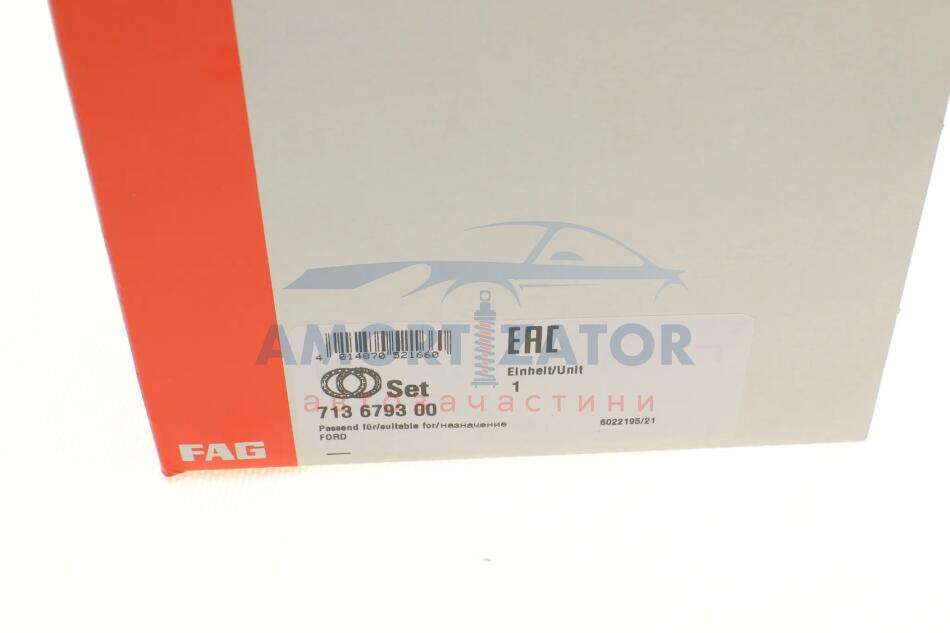 AMORTIZATOR
автозачастини
4 014870 521660
EAC
Einheit/Unit
1
Set
713 6793 00
Passend für/suitable for/назначение
FORD
6022195/21
FAG